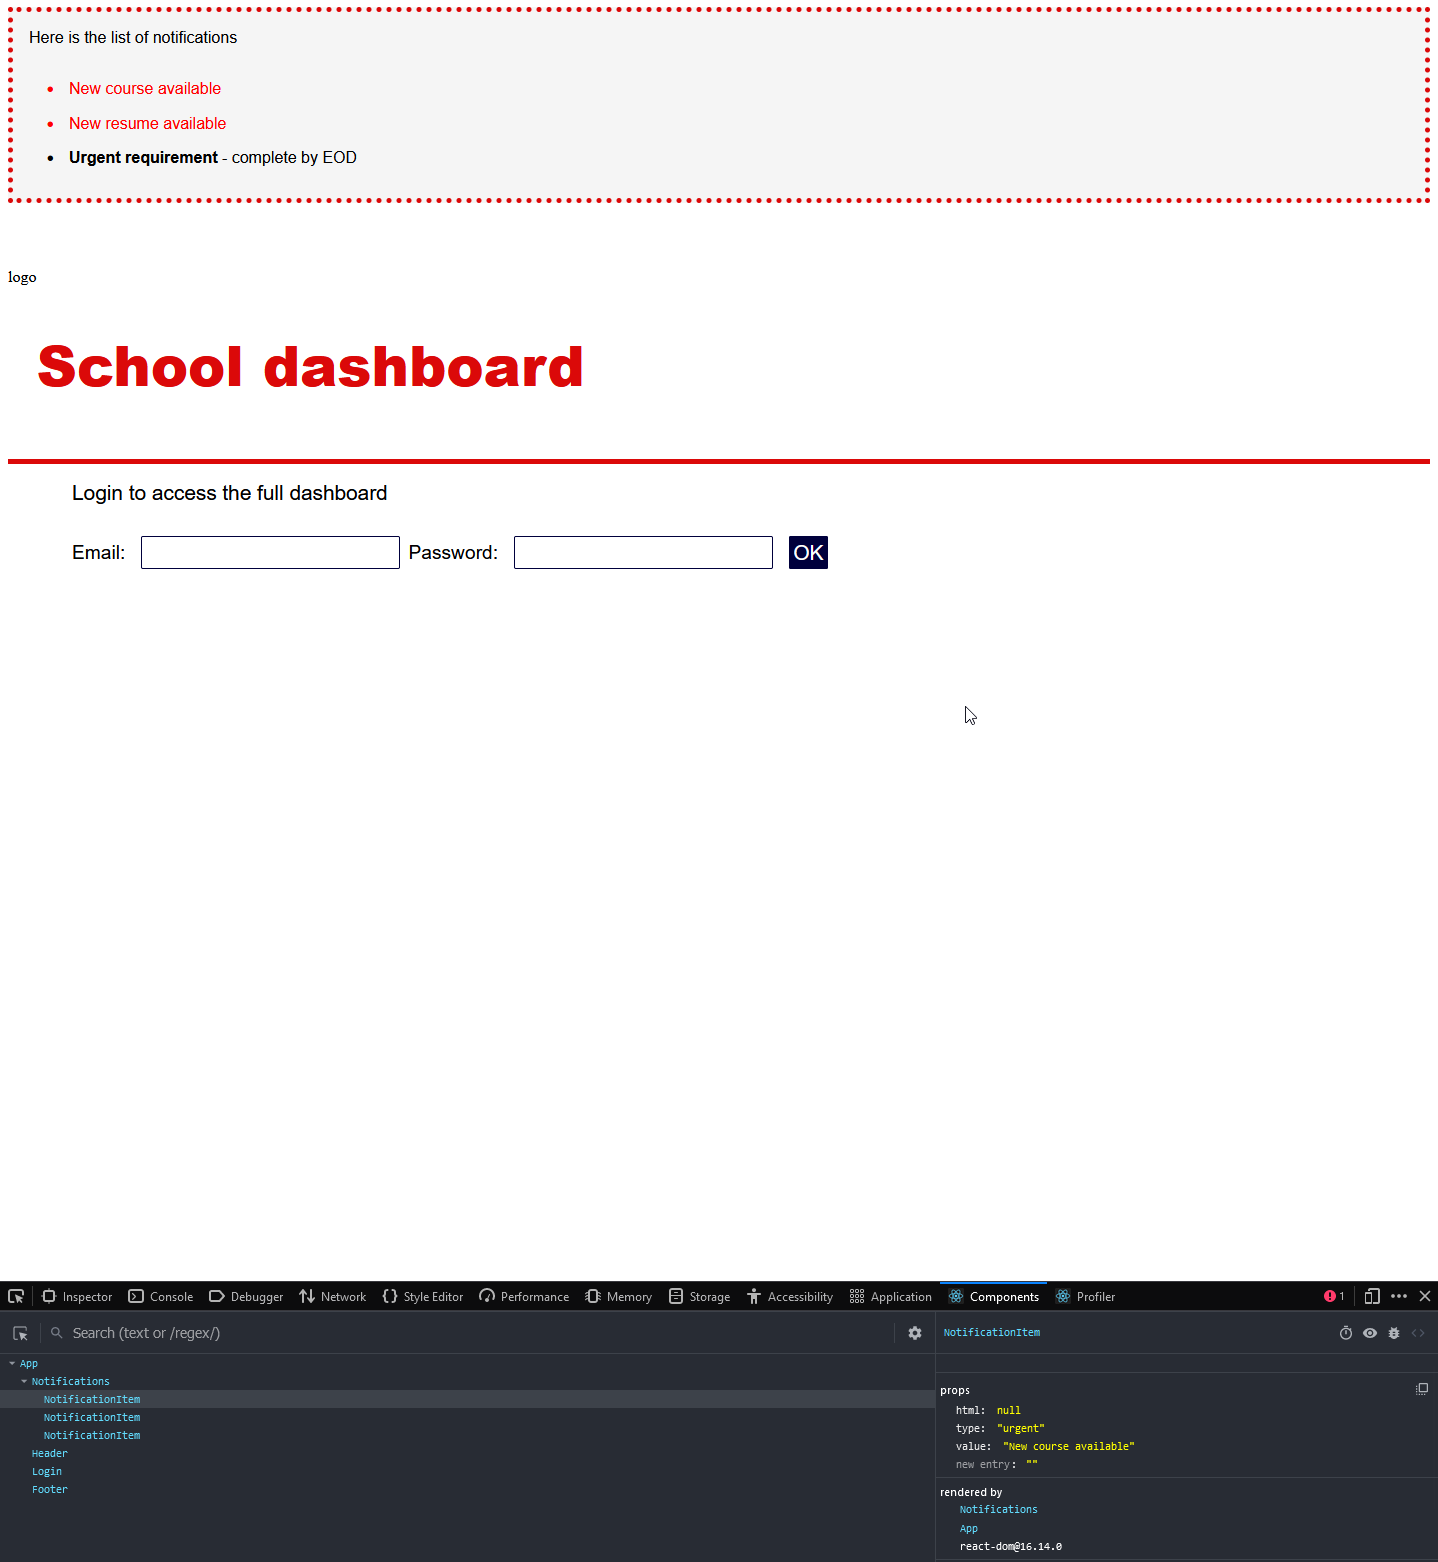 Here is the list of notifications
New course available
New resume available
Urgent requirement - complete by EOD
logo
School dashboard
Login to access the full dashboard
Email: Password: OK
Inspector Console Debugger Network Style Editor Performance Memory Storage Accessibility Application Components Profiler 1
Search (text or /regex/)
App
Notifications
NotificationItem
NotificationItem
NotificationItem
Header
Login
Footer
NotificationItem
props
html: null
type: "urgent"
value: "New course available"
new entry: ""
rendered by
Notifications
App
react-dom@16.14.0